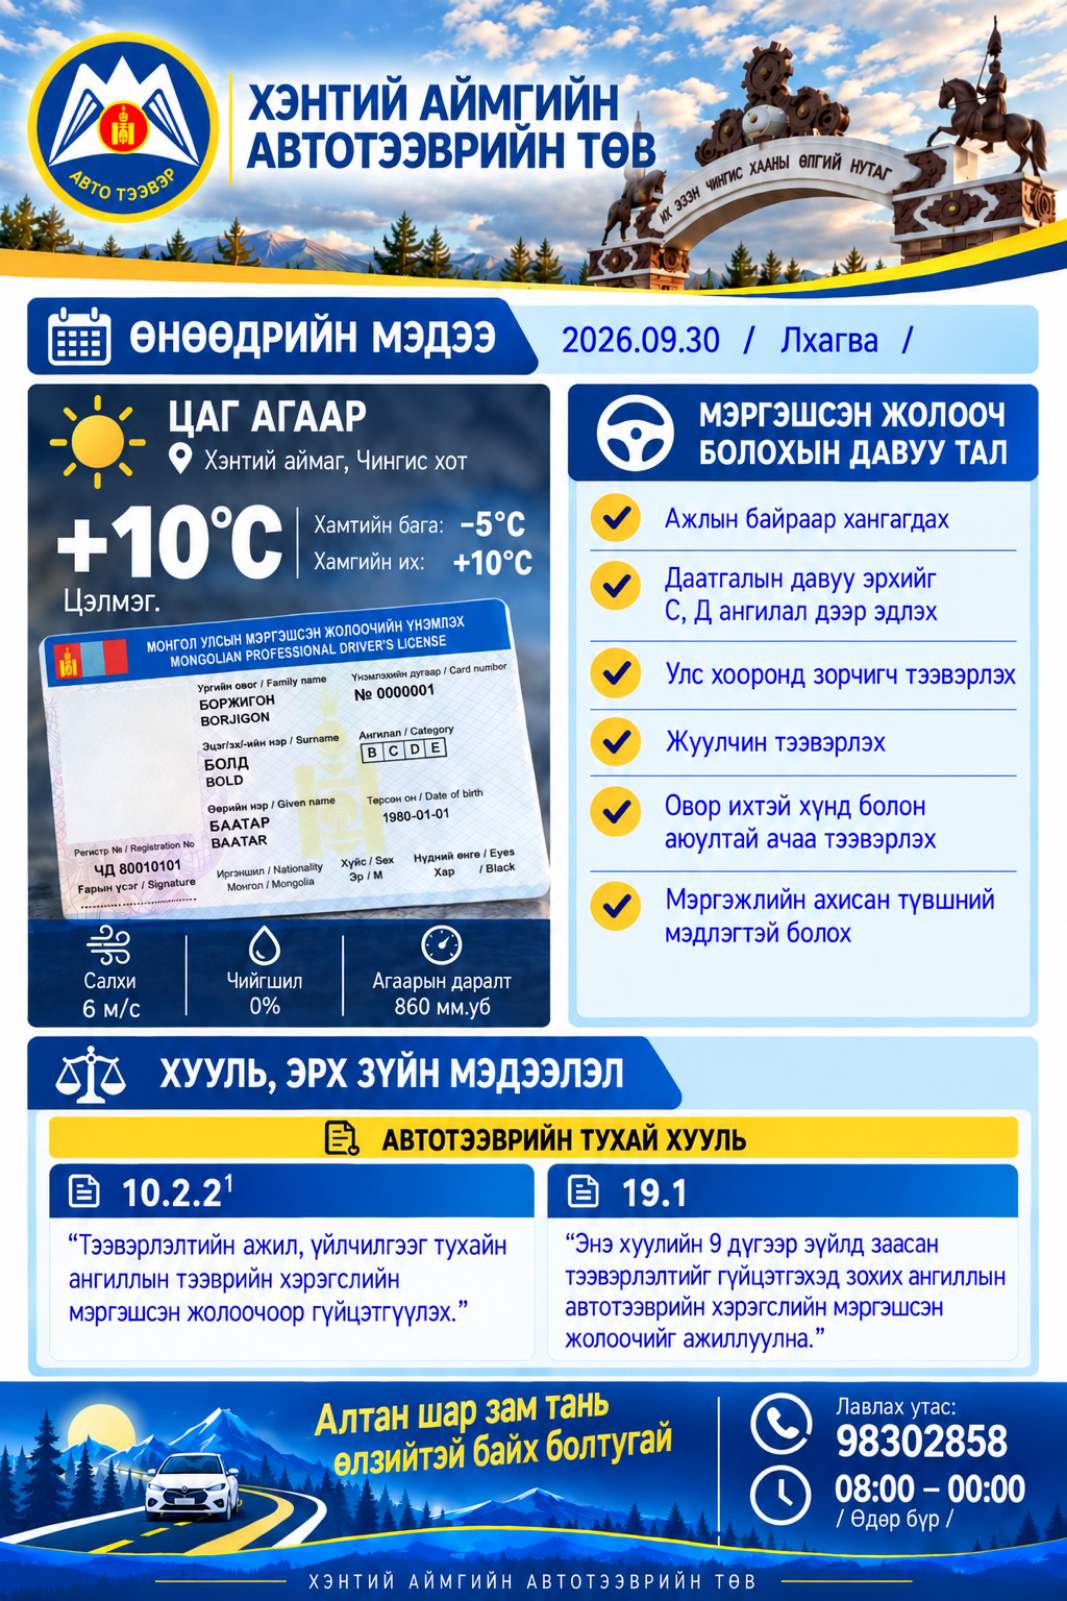 АВТО ТЭЭВЭР
ХЭНТИЙ АЙМГИЙН
АВТОТЭЭВРИЙН ТӨВ
ИХ ЭЗЭН ЧИНГИС ХААНЫ ӨЛГИЙ НУТАГ
ӨНӨӨДРИЙН МЭДЭЭ
2026.09.30 / Лхагва /
ЦАГ АГААР
Хэнтий аймаг, Чингис хот
+10°C
Хамтийн бага: -5°C
Хамгийн их: +10°C
Цэлмэг.
МОНГОЛ УЛСЫН МЭРГЭШСЭН ЖОЛООЧИЙН ҮНЭМЛЭХ
MONGOLIAN PROFESSIONAL DRIVER'S LICENSE
Ургийн овог / Family name
БОРЖИГОН
BORJIGON
Үнэмлэхийн дугаар / Card number
№ 0000001
Эцэг/эх/-ийн нэр / Surname
БОЛД
BOLD
Ангилал / Category
B C D E
Өөрийн нэр / Given name
БААТАР
BAATAR
Төрсөн он / Date of birth
1980-01-01
Регистр № / Registration No
ЧД 80010101
Гарын үсэг / Signature
Иргэншил / Nationality
Монгол / Mongolia
Хүйс / Sex
Эр / M
Нүдний өнгө / Eyes
Хар / Black
Салхи
6 м/с
Чийгшил
0%
Агаарын даралт
860 мм.уб
МЭРГЭШСЭН ЖОЛООЧ
БОЛОХЫН ДАВУУ ТАЛ
Ажлын байраар хангагдах
Даатгалын давуу эрхийг
С, Д ангилал дээр эдлэх
Улс хооронд зорчигч тээвэрлэх
Жуулчин тээвэрлэх
Овор ихтэй хүнд болон
аюултай ачаа тээвэрлэх
Мэргэжлийн ахисан түвшний
мэдлэгтэй болох
ХУУЛЬ, ЭРХ ЗҮЙН МЭДЭЭЛЭЛ
АВТОТЭЭВРИЙН ТУХАЙ ХУУЛЬ
10.2.2¹
“Тээвэрлэлтийн ажил, үйлчилгээг тухайн
ангиллын тээврийн хэрэгслийн
мэргэшсэн жолоочоор гүйцэтгүүлэх.”
19.1
“Энэ хуулийн 9 дүгээр эүйлд заасан
тээвэрлэлтийг гүйцэтгэхэд зохих ангиллын
автотээврийн хэрэгслийн мэргэшсэн
жолоочийг ажиллуулна.”
Алтан шар зам тань
өлзийтэй байх болтугай
Лавлах утас:
98302858
08:00 – 00:00
/ Өдөр бүр /
ХЭНТИЙ АЙМГИЙН АВТОТЭЭВРИЙН ТӨВ